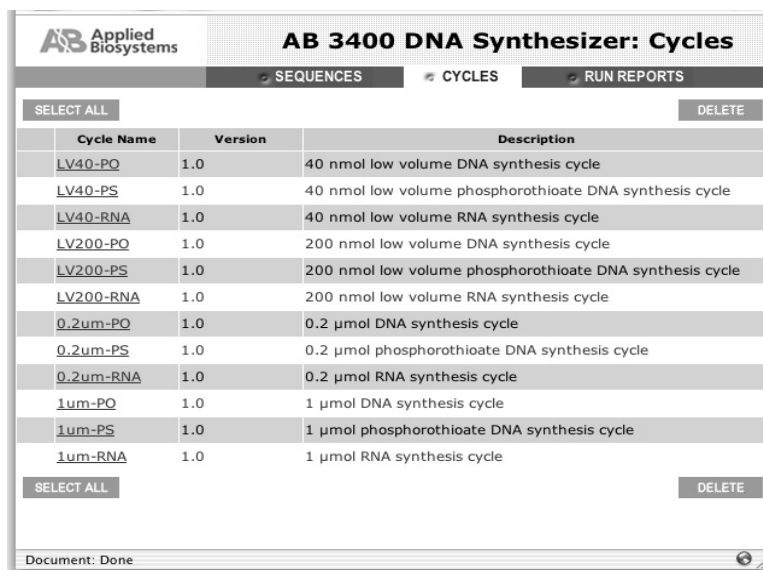 Applied Biosystems
AB 3400 DNA Synthesizer: Cycles
SEQUENCES CYCLES RUN REPORTS
SELECT ALL DELETE
Cycle Name Version Description
LV40-PO 1.0 40 nmol low volume DNA synthesis cycle
LV40-PS 1.0 40 nmol low volume phosphorothioate DNA synthesis cycle
LV40-RNA 1.0 40 nmol low volume RNA synthesis cycle
LV200-PO 1.0 200 nmol low volume DNA synthesis cycle
LV200-PS 1.0 200 nmol low volume phosphorothioate DNA synthesis cycle
LV200-RNA 1.0 200 nmol low volume RNA synthesis cycle
0.2um-PO 1.0 0.2 µmol DNA synthesis cycle
0.2um-PS 1.0 0.2 µmol phosphorothioate DNA synthesis cycle
0.2um-RNA 1.0 0.2 µmol RNA synthesis cycle
1um-PO 1.0 1 µmol DNA synthesis cycle
1um-PS 1.0 1 µmol phosphorothioate DNA synthesis cycle
1um-RNA 1.0 1 µmol RNA synthesis cycle
SELECT ALL DELETE
Document: Done